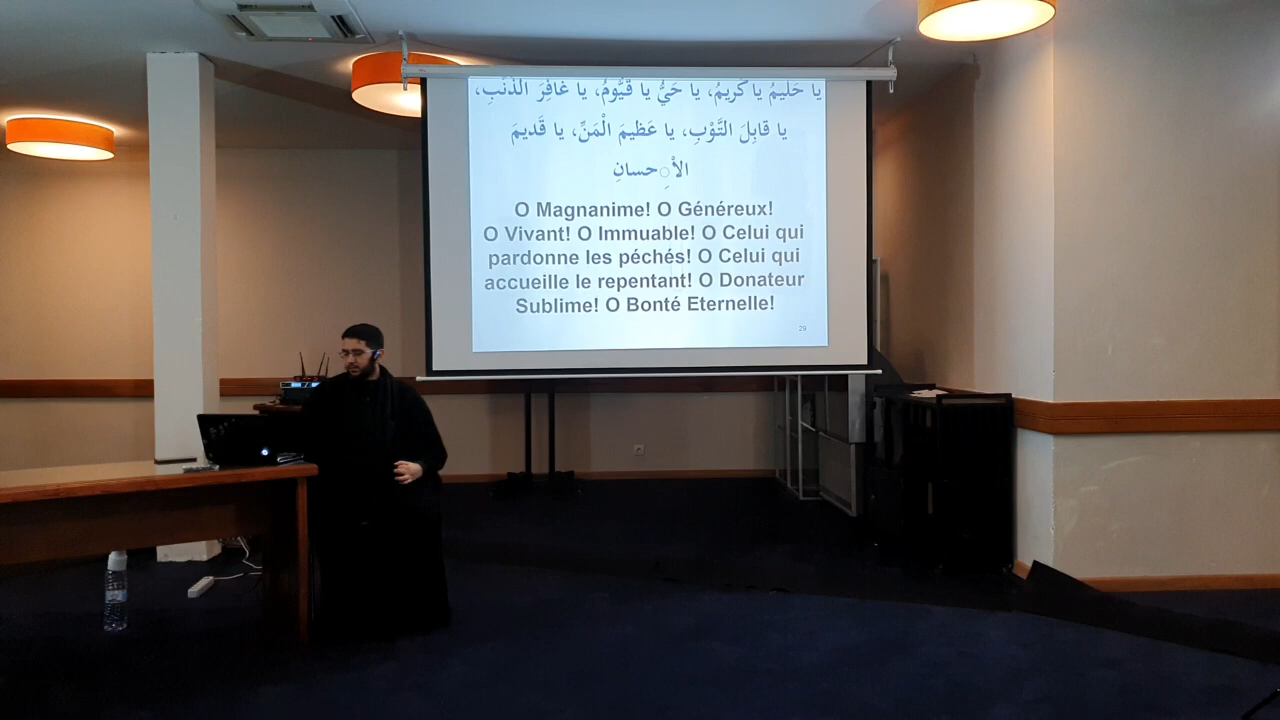 يا حَليمُ يا كَريمُ، يا حَيُّ يا قَيُّومُ، يا غافِرَ الذَّنْبِ،
يا قابِلَ التَّوْبِ، يا عَظيمَ الْمَنِّ، يا قَديمَ
الاْ◌ِحسانِ
O Magnanime! O Généreux!
O Vivant! O Immuable! O Celui qui
pardonne les péchés! O Celui qui
accueille le repentant! O Donateur
Sublime! O Bonté Eternelle!
29